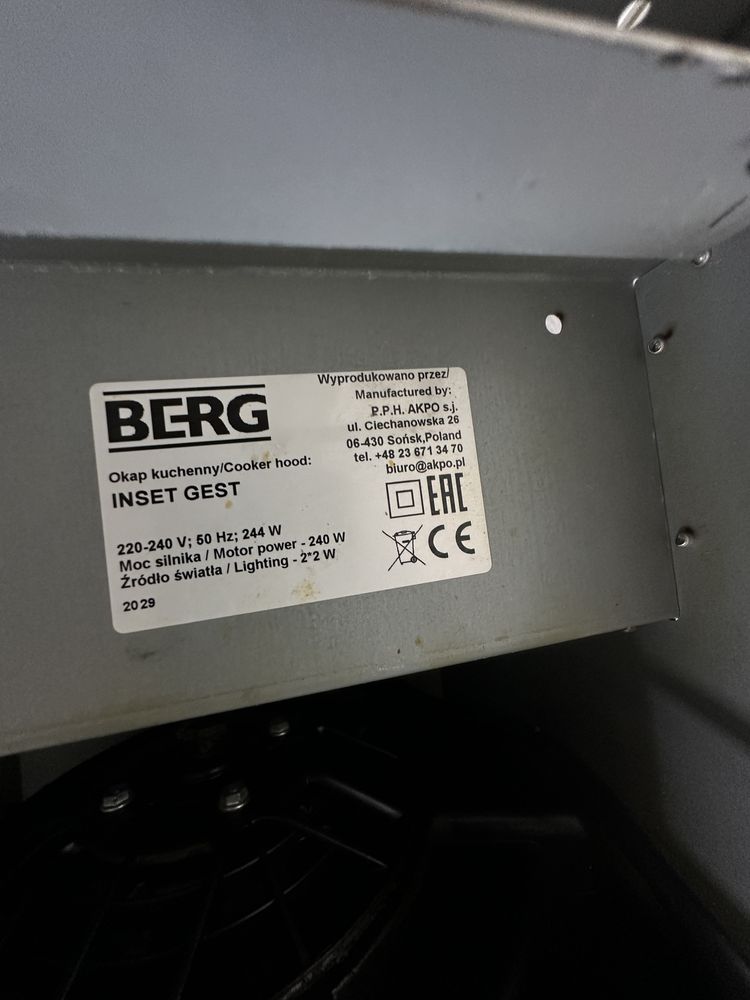 BERG
Wyprodukowano przez/
Manufactured by:
P.P.H. AKPO s.j.
ul. Ciechanowska 26
06-430 Sońsk,Poland
tel. +48 23 671 34 70
biuro@akpo.pl
Okap kuchenny/Cooker hood:
INSET GEST
EAC
CE
220-240 V; 50 Hz; 244 W
Moc silnika / Motor power - 240 W
Źródło światła / Lighting - 2*2 W
2029